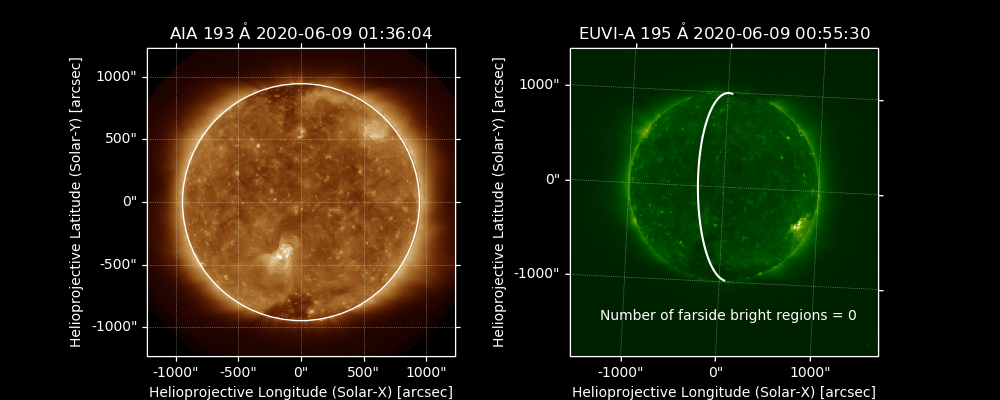 AIA 193 Å 2020-06-09 01:36:04
1000"
500"
0"
-500"
-1000"
-1000"
-500"
0"
500"
1000"
Helioprojective Latitude (Solar-Y) [arcsec]
Helioprojective Longitude (Solar-X) [arcsec]
EUVI-A 195 Å 2020-06-09 00:55:30
1000"
0"
-1000"
-1000"
0"
1000"
Helioprojective Latitude (Solar-Y) [arcsec]
Number of farside bright regions = 0
Helioprojective Longitude (Solar-X) [arcsec]